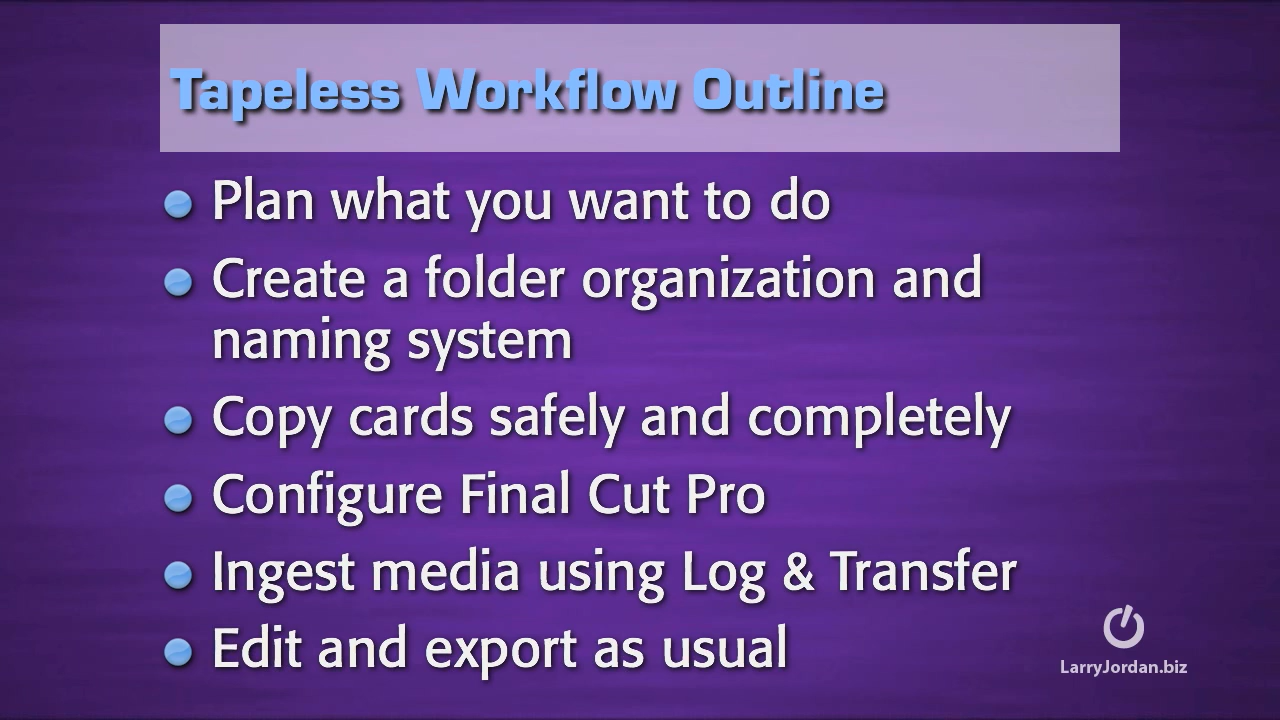 Tapeless Workflow Outline
Plan what you want to do
Create a folder organization and
naming system
Copy cards safely and completely
Configure Final Cut Pro
Ingest media using Log & Transfer
Edit and export as usual
LarryJordan.biz